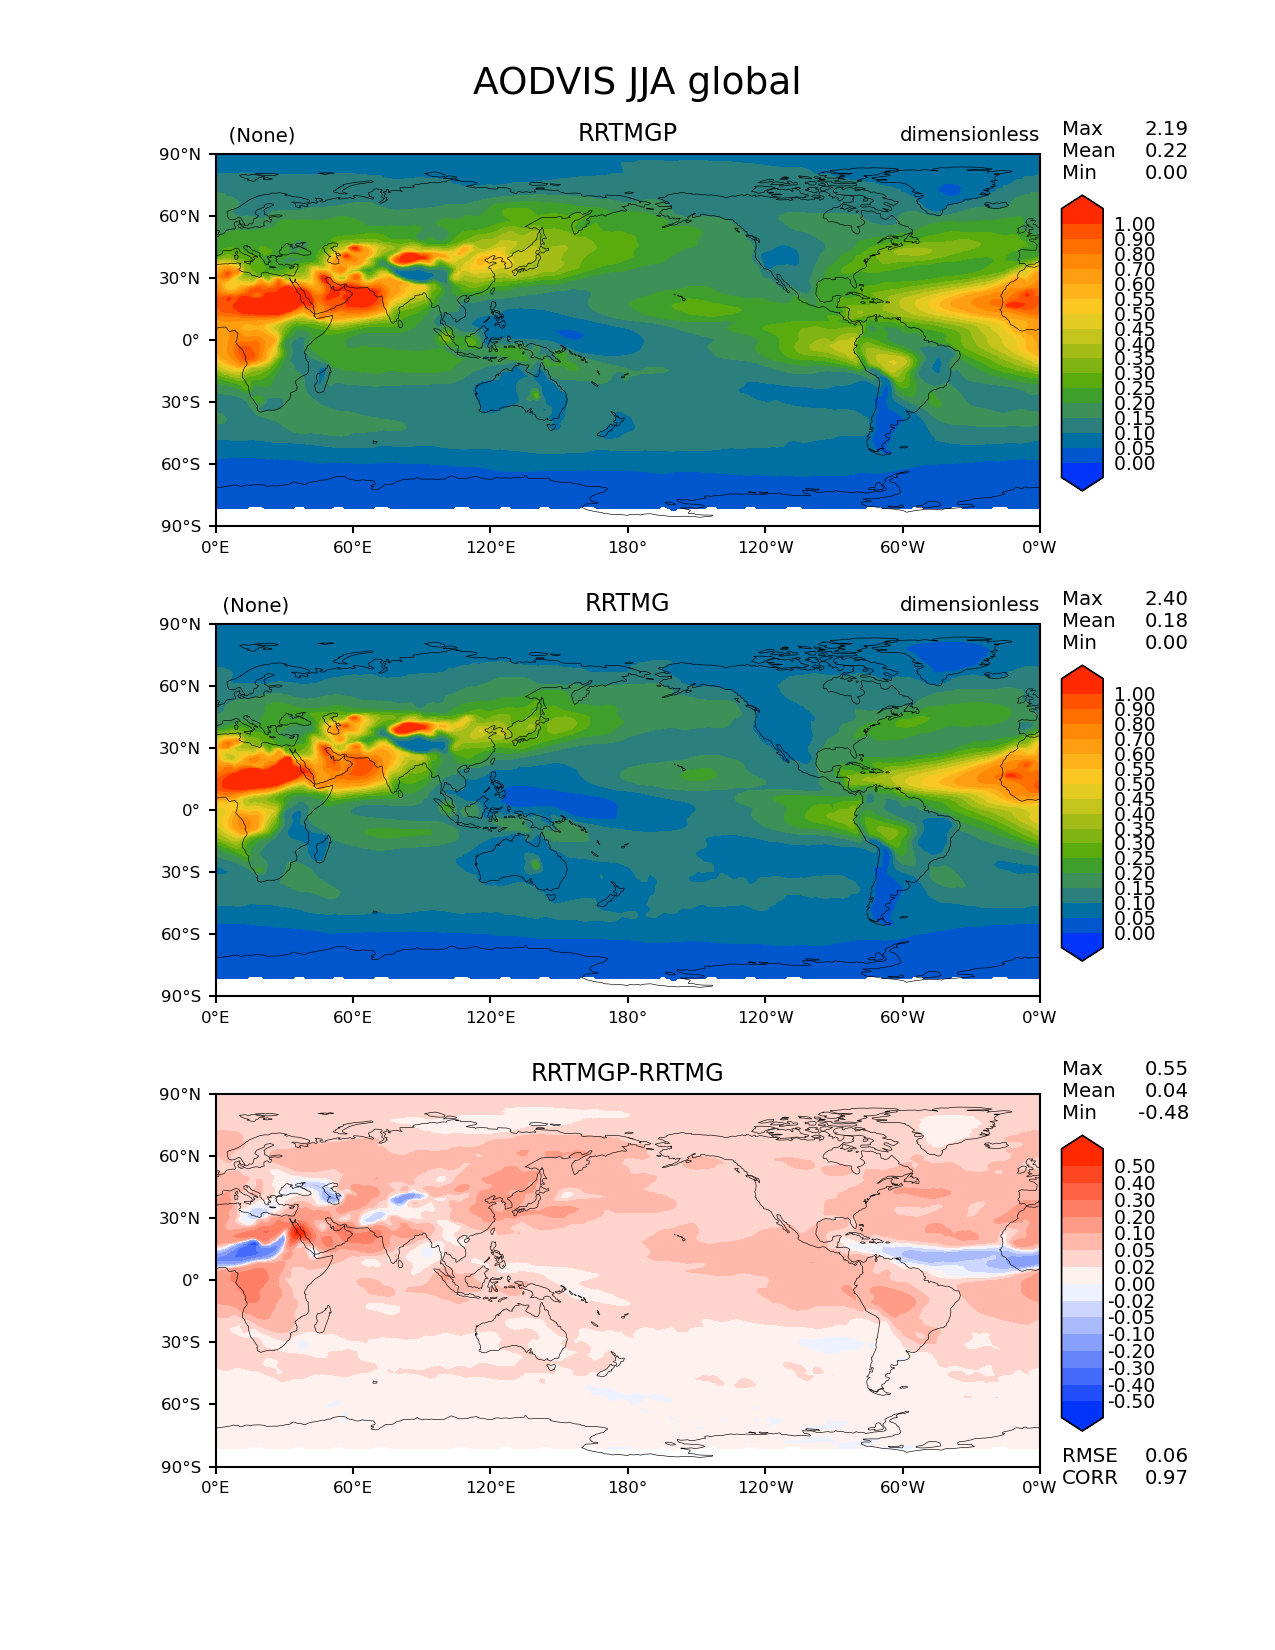 AODVIS JJA global
(None) RRTMGP dimensionless
Max 2.19
Mean 0.22
Min 0.00
90°N
60°N
30°N
0°
30°S
60°S
90°S
0°E 60°E 120°E 180° 120°W 60°W 0°W
1.00
0.90
0.80
0.70
0.60
0.55
0.50
0.45
0.40
0.35
0.30
0.25
0.20
0.15
0.10
0.05
0.00
(None) RRTMG dimensionless
Max 2.40
Mean 0.18
Min 0.00
90°N
60°N
30°N
0°
30°S
60°S
90°S
0°E 60°E 120°E 180° 120°W 60°W 0°W
1.00
0.90
0.80
0.70
0.60
0.55
0.50
0.45
0.40
0.35
0.30
0.25
0.20
0.15
0.10
0.05
0.00
RRTMGP-RRTMG
Max 0.55
Mean 0.04
Min -0.48
90°N
60°N
30°N
0°
30°S
60°S
90°S
0°E 60°E 120°E 180° 120°W 60°W 0°W
0.50
0.40
0.30
0.20
0.10
0.05
0.02
0.00
-0.02
-0.05
-0.10
-0.20
-0.30
-0.40
-0.50
RMSE 0.06
CORR 0.97